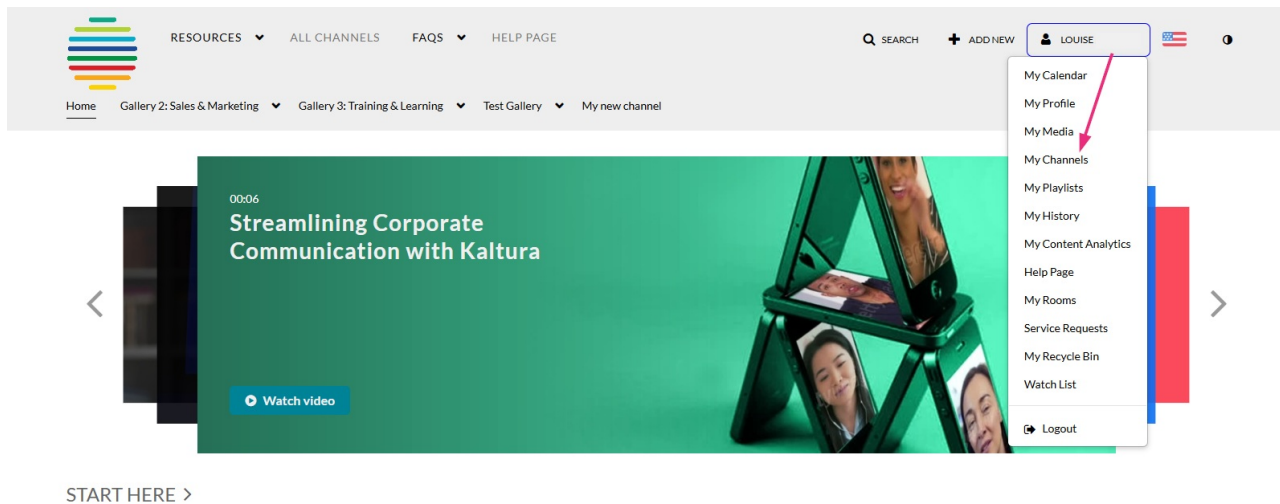 RESOURCES
ALL CHANNELS
FAQS
HELP PAGE
SEARCH
ADD NEW
LOUISE
Home
Gallery 2: Sales & Marketing
Gallery 3: Training & Learning
Test Gallery
My new channel
My Calendar
My Profile
My Media
My Channels
My Playlists
My History
My Content Analytics
Help Page
My Rooms
Service Requests
My Recycle Bin
Watch List
Logout
00:06
Streamlining Corporate
Communication with Kaltura
Watch video
START HERE >